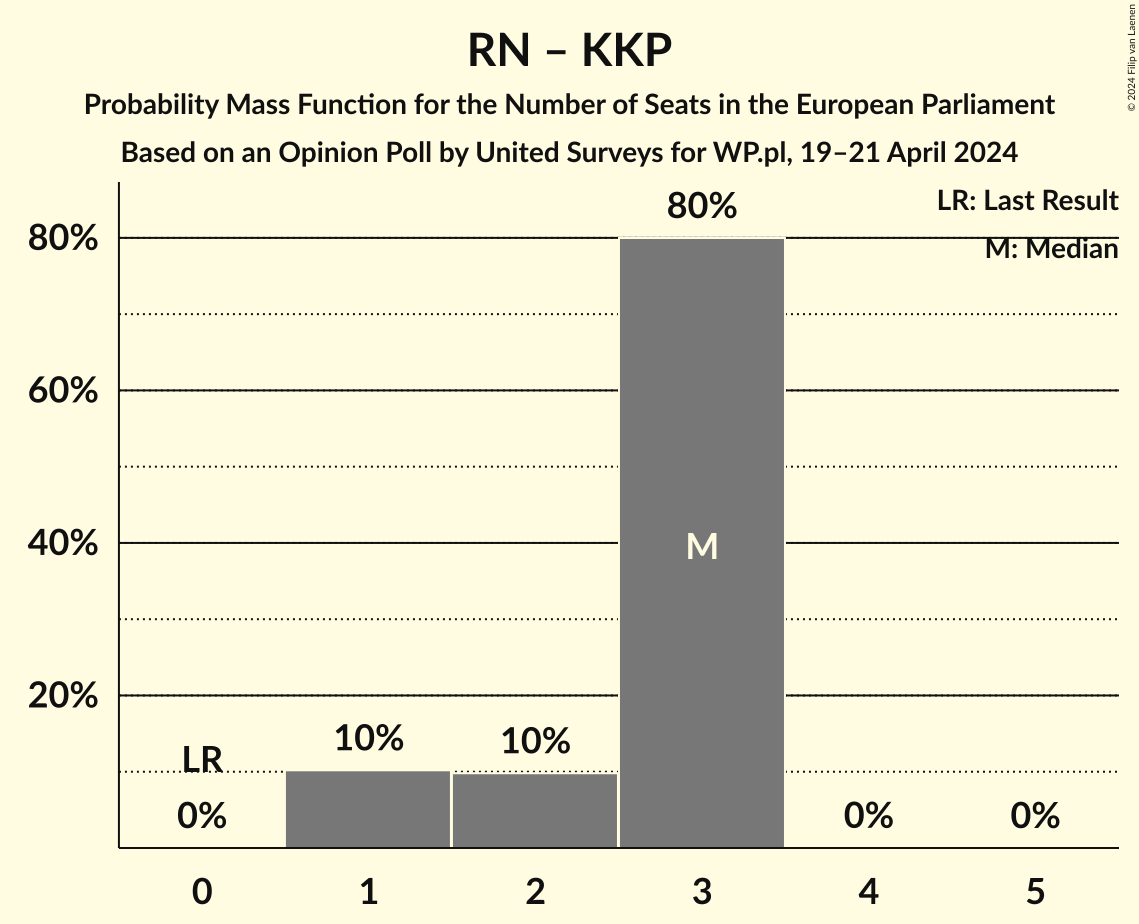 RN – KKP
Probability Mass Function for the Number of Seats in the European Parliament
Based on an Opinion Poll by United Surveys for WP.pl, 19–21 April 2024
© 2024 Filip van Laenen
LR: Last Result
M: Median
80%
60%
40%
20%
LR
0%
10%
10%
80%
M
0%
0%
0 1 2 3 4 5